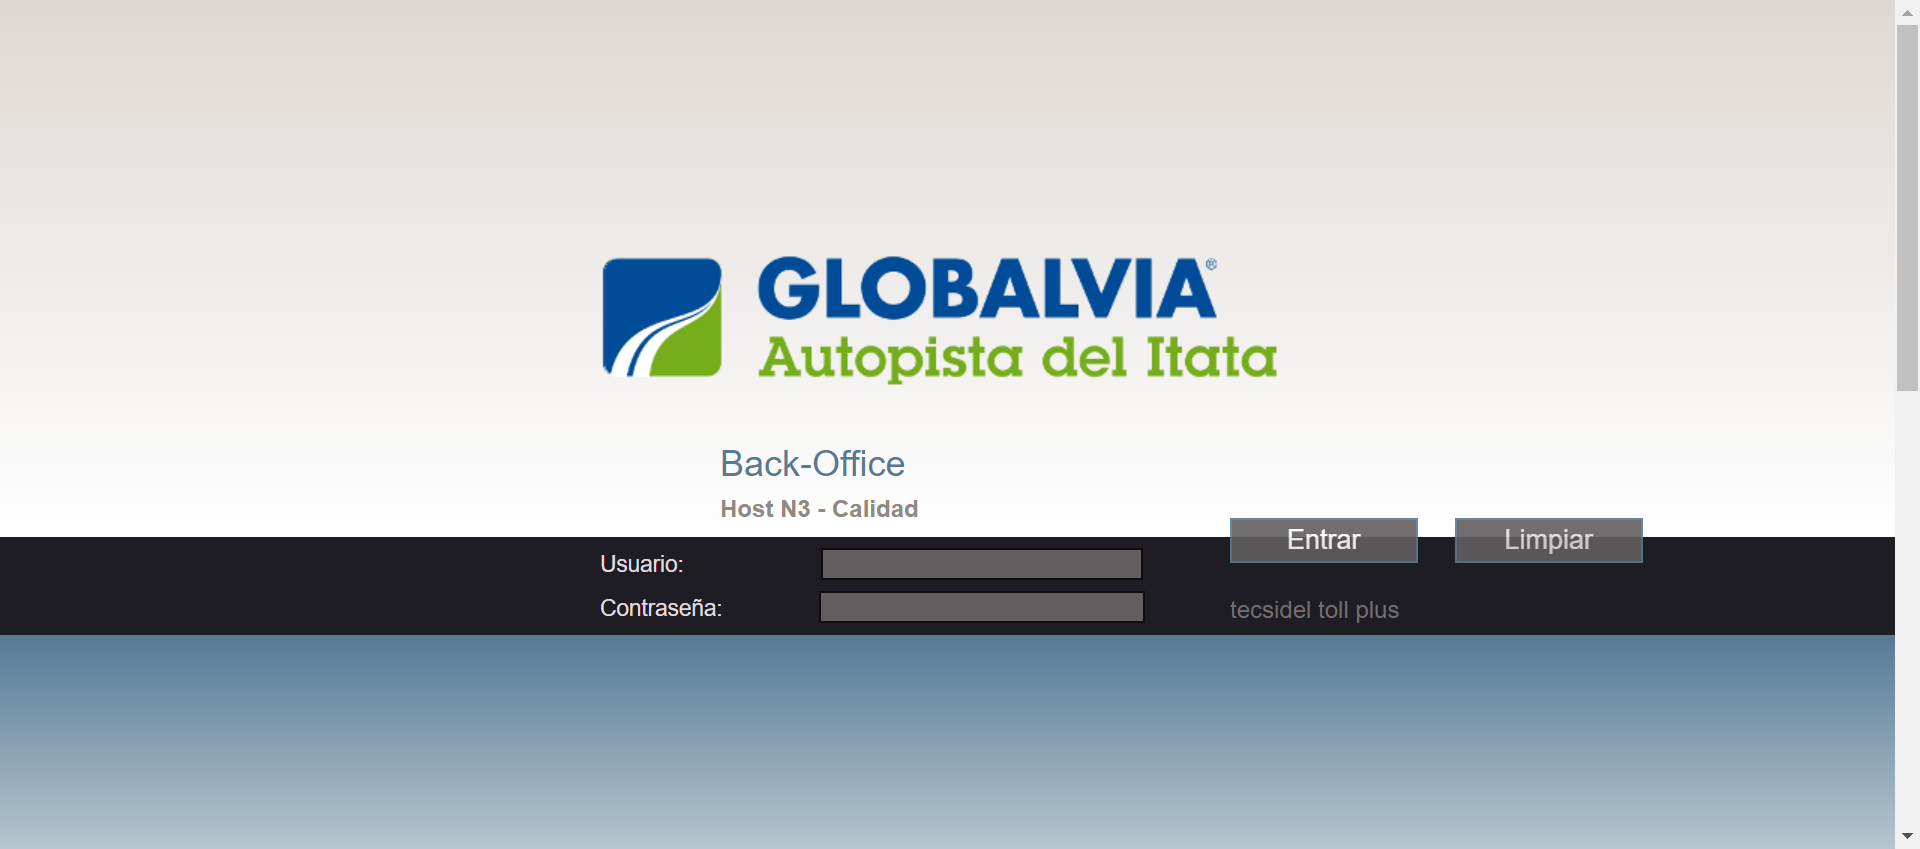 GLOBALVIA®
Autopista del Itata
Back-Office
Host N3 - Calidad
Usuario:
Contraseña:
Entrar
Limpiar
tecsidel toll plus